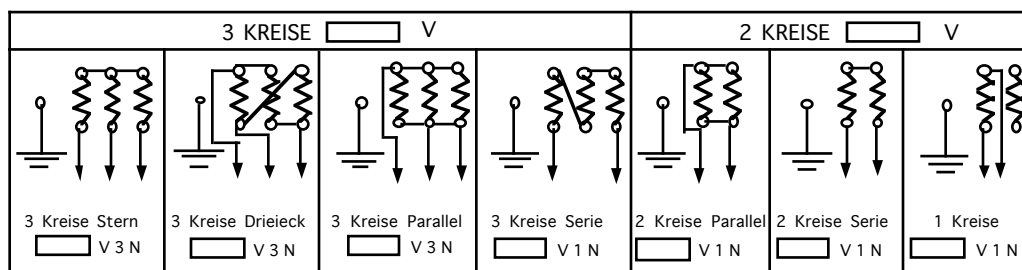 3 KREISE V
2 KREISE V
3 Kreise Stern
V 3 N
3 Kreise Drieieck
V 3 N
3 Kreise Parallel
V 3 N
3 Kreise Serie
V 1 N
2 Kreise Parallel
V 1 N
2 Kreise Serie
V 1 N
1 Kreise
V 1 N